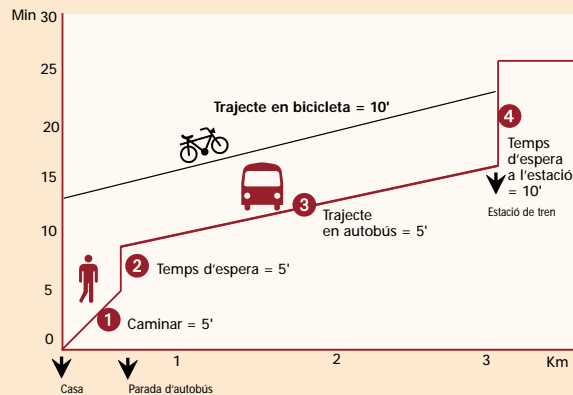 Min 30
25
20
15
10
5
0
Trajecte en bicicleta = 10'
4
Temps
d'espera
a l'estació
= 10'
Estació de tren
3
Trajecte
en autobús = 5'
2
Temps d'espera = 5'
1
Caminar = 5'
1
2
3
Km
Casa
Parada d'autobús